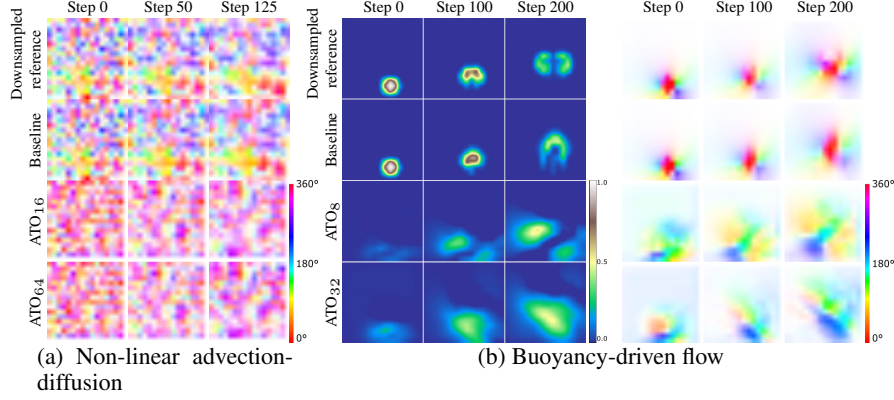 Step 0 Step 50 Step 125
Downsampled
reference
Baseline
ATO16
ATO64
360°
180°
0°
(a) Non-linear advection-
diffusion
Step 0 Step 100 Step 200
Downsampled
reference
Baseline
ATO8
ATO32
1.0
0.5
0.0
Step 0 Step 100 Step 200
360°
180°
0°
(b) Buoyancy-driven flow